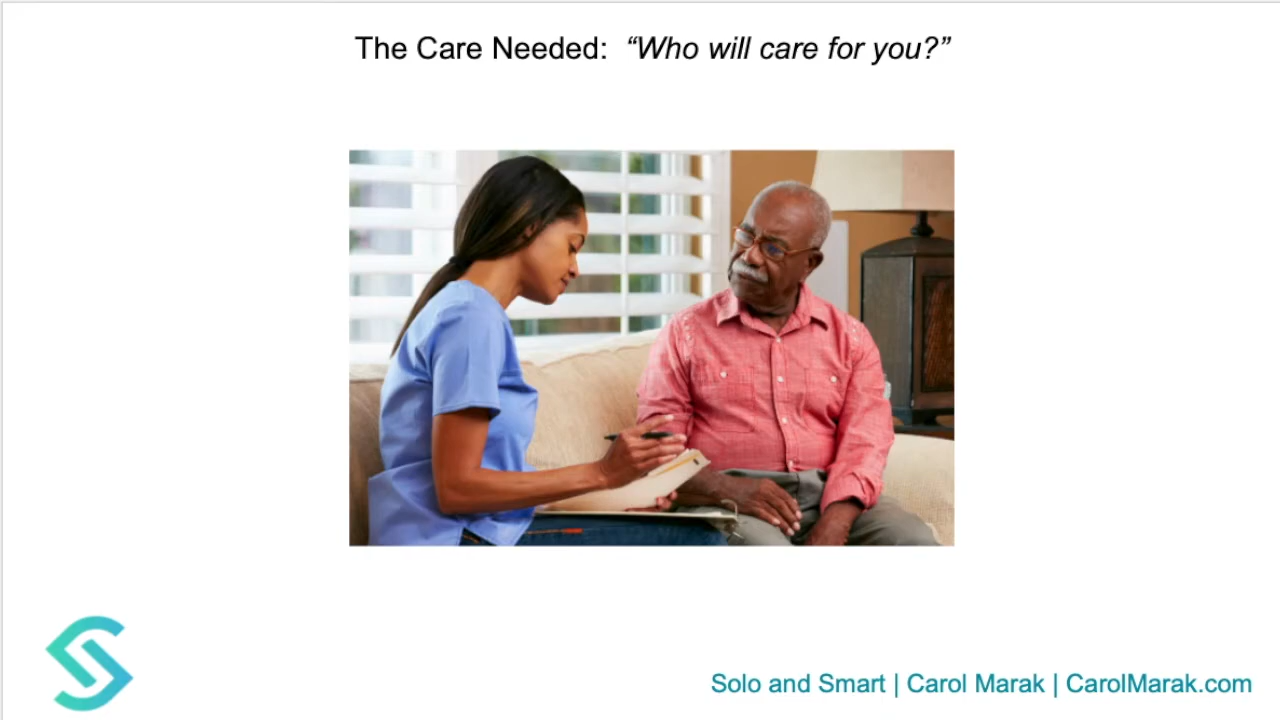 The Care Needed: “Who will care for you?”
Solo and Smart | Carol Marak | CarolMarak.com